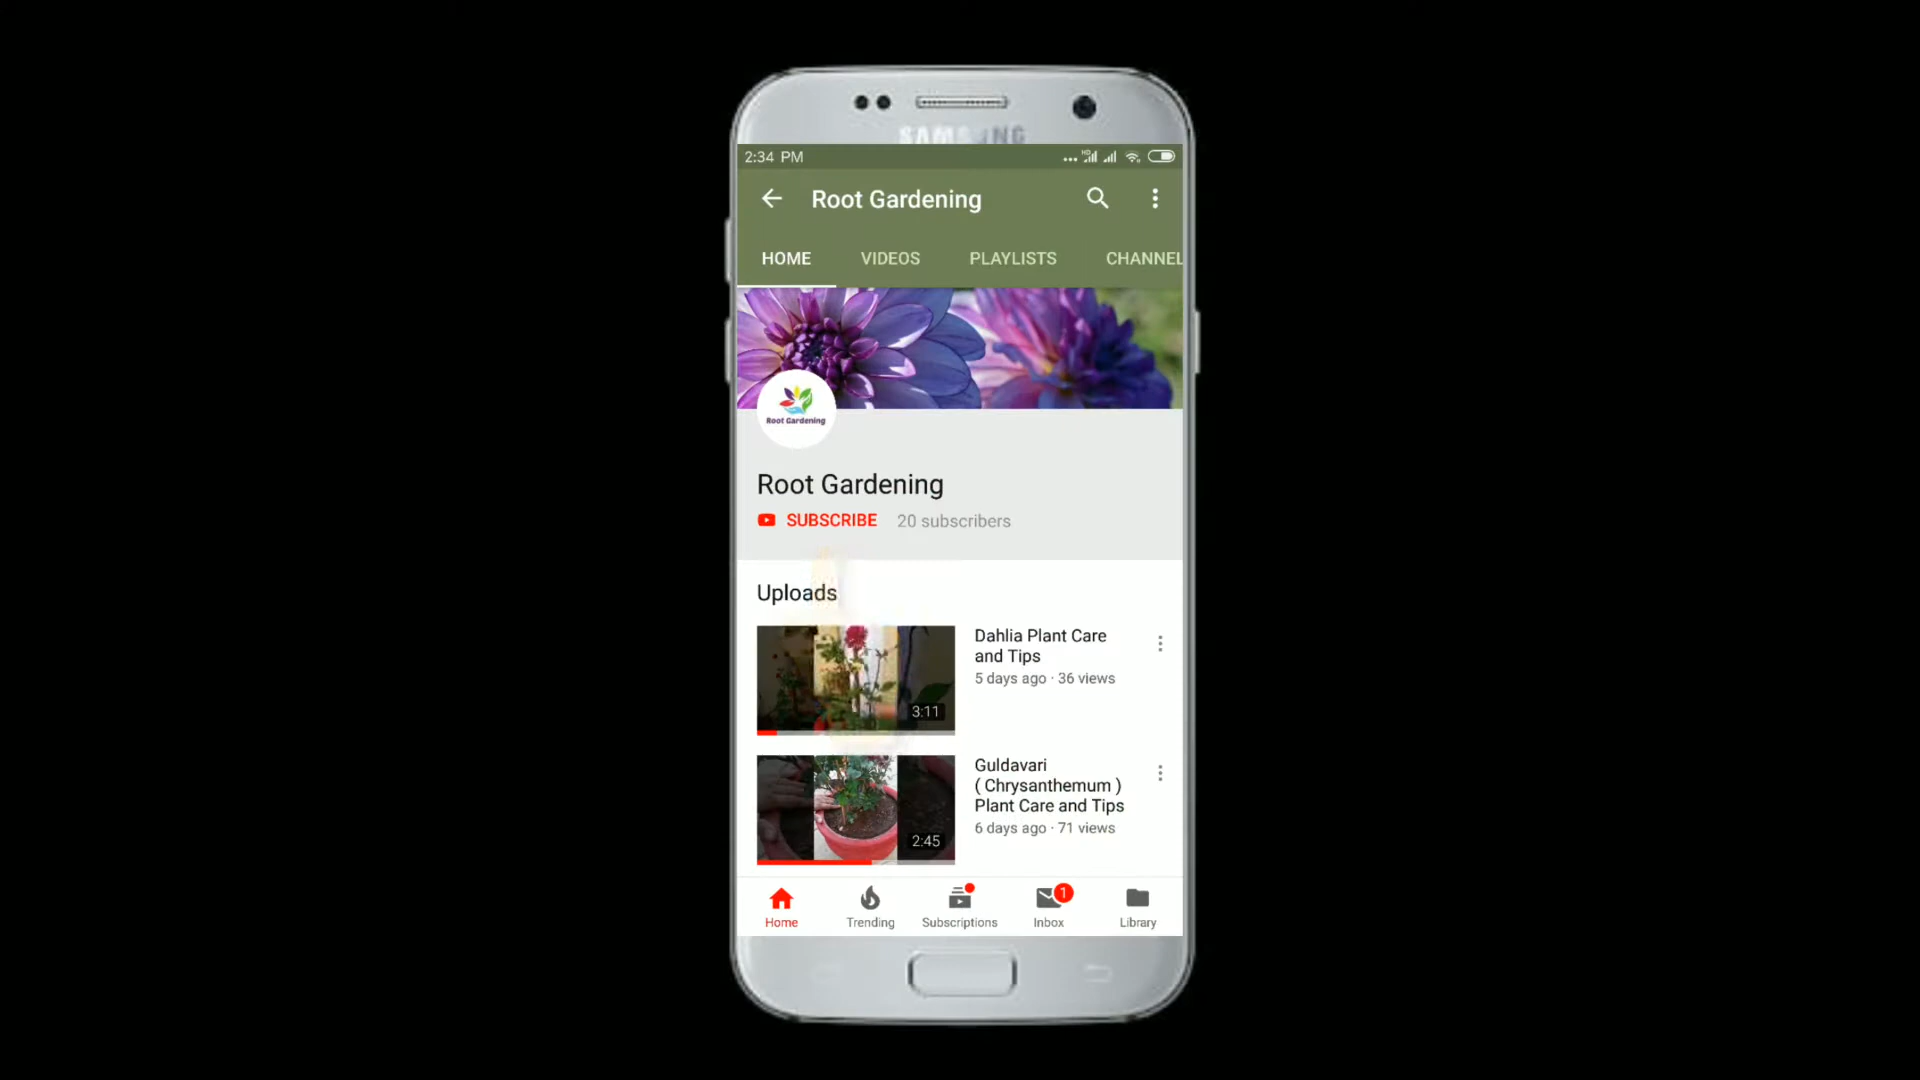 SAMSUNG
2:34 PM
Root Gardening
HOME VIDEOS PLAYLISTS CHANNEL
Root Gardening
Root Gardening
SUBSCRIBE 20 subscribers
Uploads
Dahlia Plant Care
and Tips
5 days ago · 36 views
3:11
Guldavari
( Chrysanthemum )
Plant Care and Tips
6 days ago · 71 views
2:45
1
Home Trending Subscriptions Inbox Library